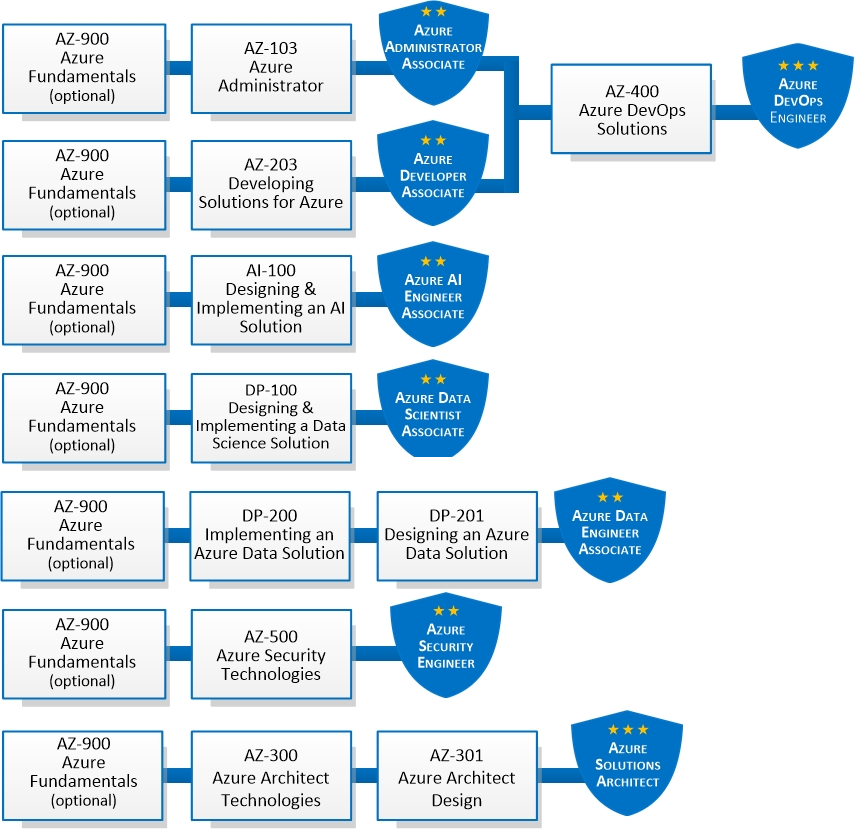 AZ-900
Azure
Fundamentals
(optional)
AZ-103
Azure
Administrator
AZURE
ADMINISTRATOR
ASSOCIATE
AZ-400
Azure DevOps
Solutions
AZURE
DEVOPS
ENGINEER
AZ-900
Azure
Fundamentals
(optional)
AZ-203
Developing
Solutions for Azure
AZURE
DEVELOPER
ASSOCIATE
AZ-900
Azure
Fundamentals
(optional)
AI-100
Designing &
Implementing an AI
Solution
AZURE AI
ENGINEER
ASSOCIATE
AZ-900
Azure
Fundamentals
(optional)
DP-100
Designing &
Implementing a Data
Science Solution
AZURE DATA
SCIENTIST
ASSOCIATE
AZ-900
Azure
Fundamentals
(optional)
DP-200
Implementing an
Azure Data Solution
DP-201
Designing an Azure
Data Solution
AZURE DATA
ENGINEER
ASSOCIATE
AZ-900
Azure
Fundamentals
(optional)
AZ-500
Azure Security
Technologies
AZURE
SECURITY
ENGINEER
AZ-900
Azure
Fundamentals
(optional)
AZ-300
Azure Architect
Technologies
AZ-301
Azure Architect
Design
AZURE
SOLUTIONS
ARCHITECT